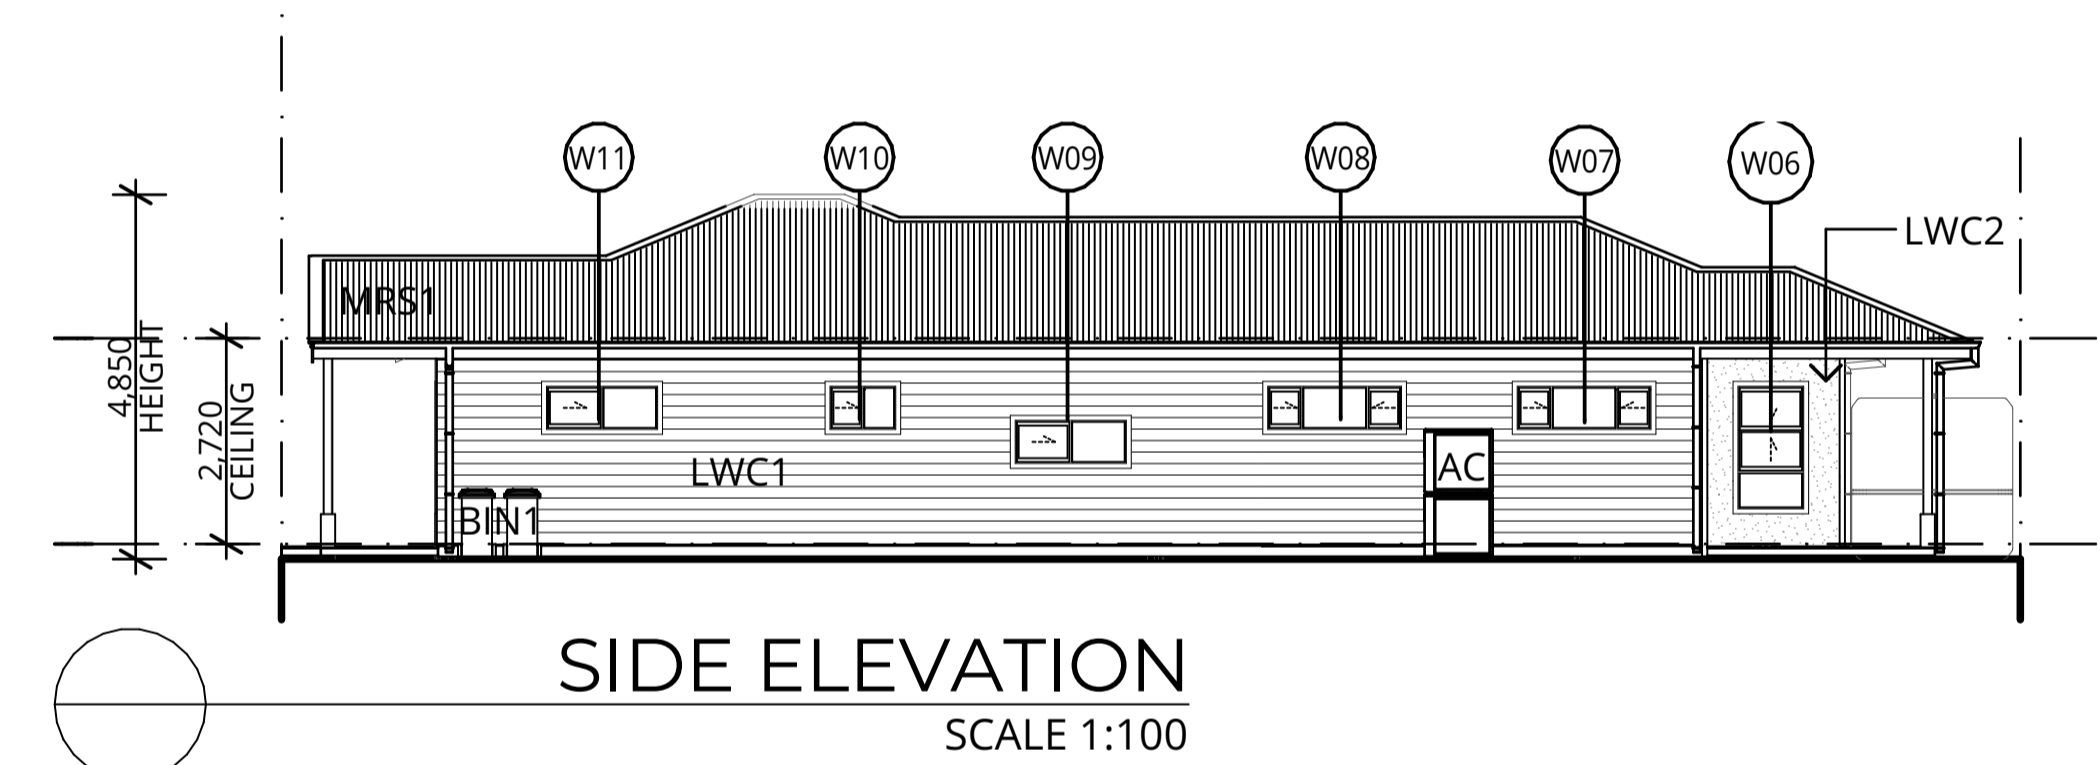 W11
W10
W09
W08
W07
W06
LWC2
MRS1
4,850
HEIGHT
2,720
CEILING
LWC1
AC
BIN1
SIDE ELEVATION
SCALE 1:100